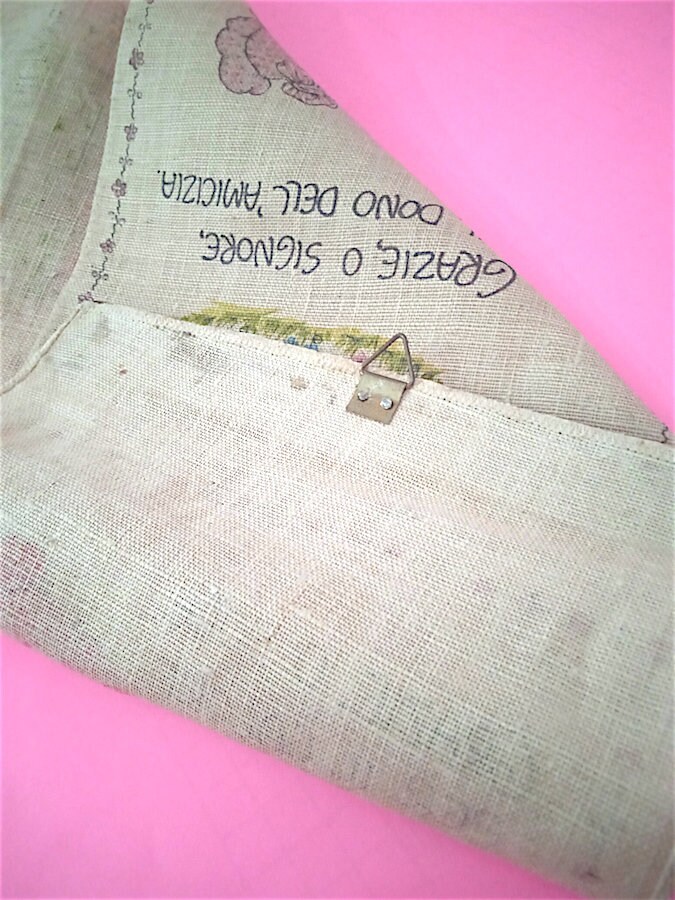 GRAZIE, O SIGNORE,
DONO DELL'AMICIZIA.